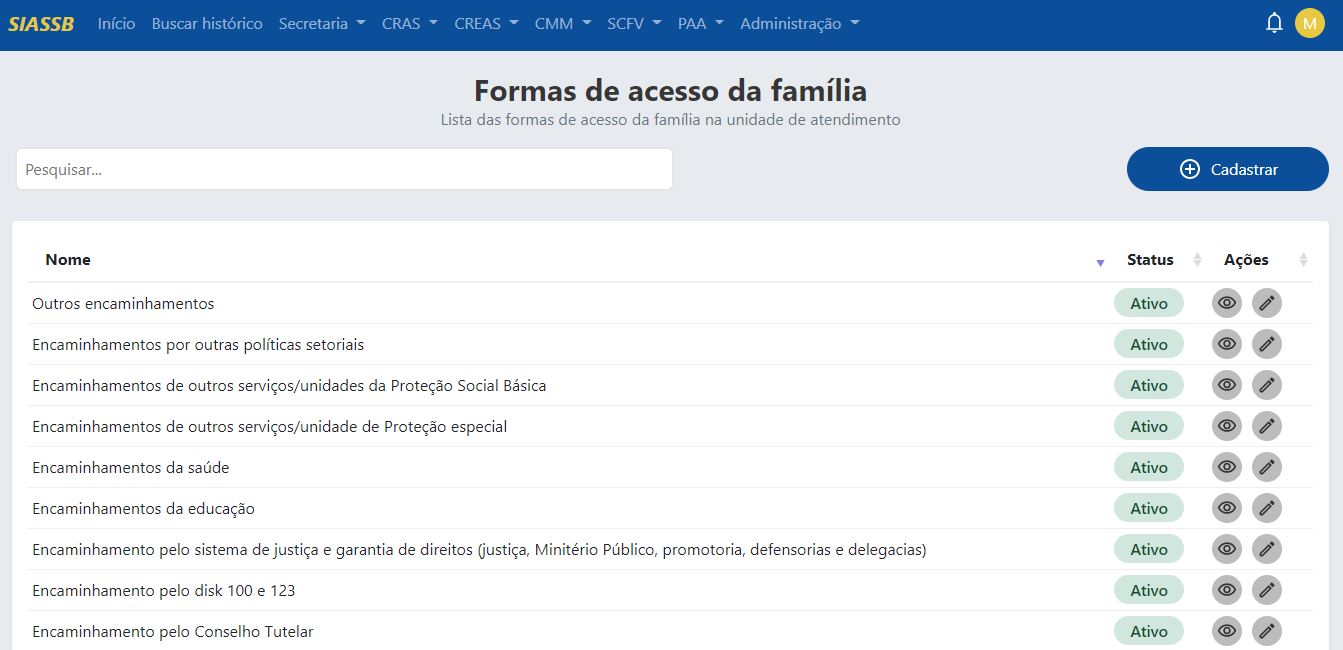 SIASSB Início Buscar histórico Secretaria CRAS CREAS CMM SCFV PAA Administração M
Formas de acesso da família
Lista das formas de acesso da família na unidade de atendimento
Pesquisar... Cadastrar
Nome Status Ações
Outros encaminhamentos Ativo
Encaminhamentos por outras políticas setoriais Ativo
Encaminhamentos de outros serviços/unidades da Proteção Social Básica Ativo
Encaminhamentos de outros serviços/unidade de Proteção especial Ativo
Encaminhamentos da saúde Ativo
Encaminhamentos da educação Ativo
Encaminhamento pelo sistema de justiça e garantia de direitos (justiça, Minitério Público, promotoria, defensorias e delegacias) Ativo
Encaminhamento pelo disk 100 e 123 Ativo
Encaminhamento pelo Conselho Tutelar Ativo